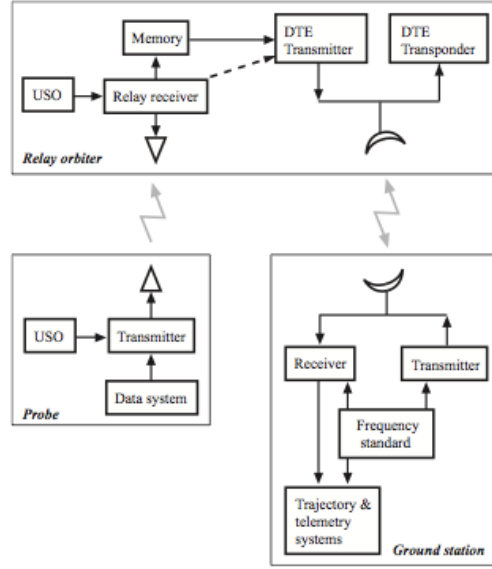 Memory
DTE
Transmitter
DTE
Transponder
USO
Relay receiver
Relay orbiter
USO
Transmitter
Data system
Probe
Receiver
Transmitter
Frequency
standard
Trajectory &
telemetry
systems
Ground station